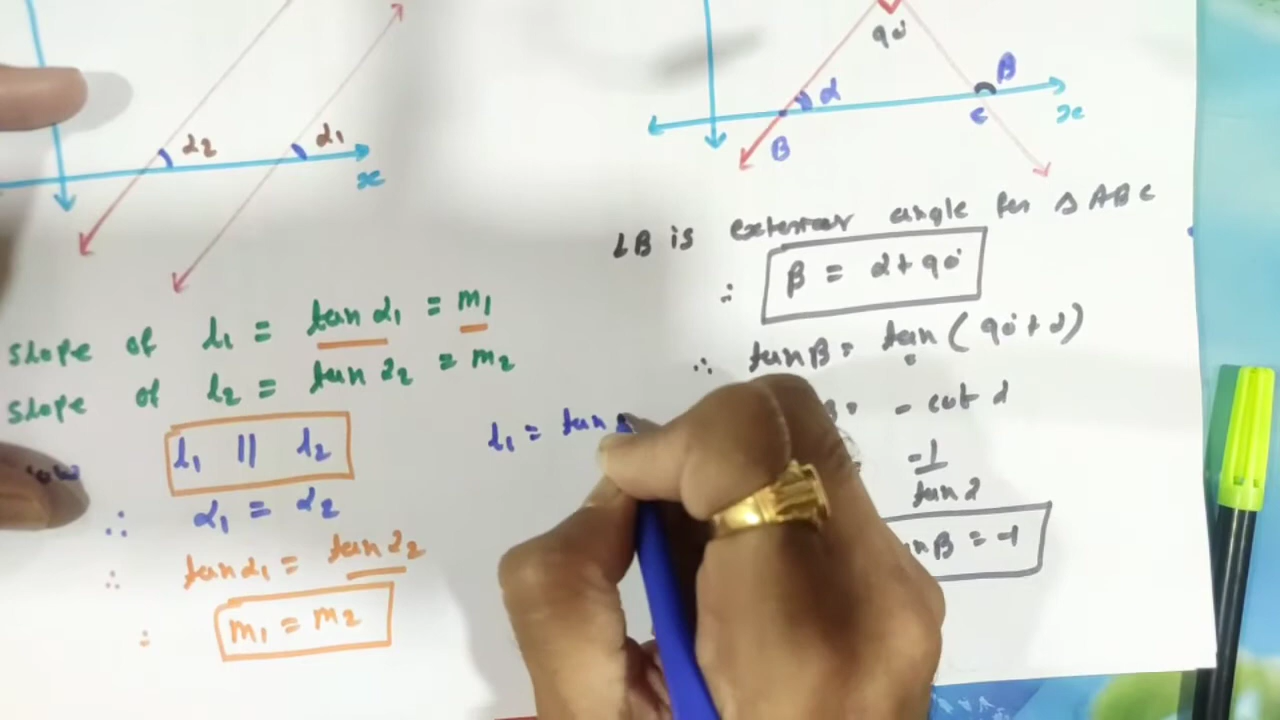 α2
α1
x
slope of l1 = tan α1 = m1
slope of l2 = tan α2 = m2
l1 || l2
∴ α1 = α2
∴ tan α1 = tan α2
∴ m1 = m2
90°
α
β
B
C
x
∠B is exterior angle for △ABC
∴ β = α + 90°
∴ tan β = tan (90° + α)
= - cot α
-1
tan α
β = -1
l1 = tan